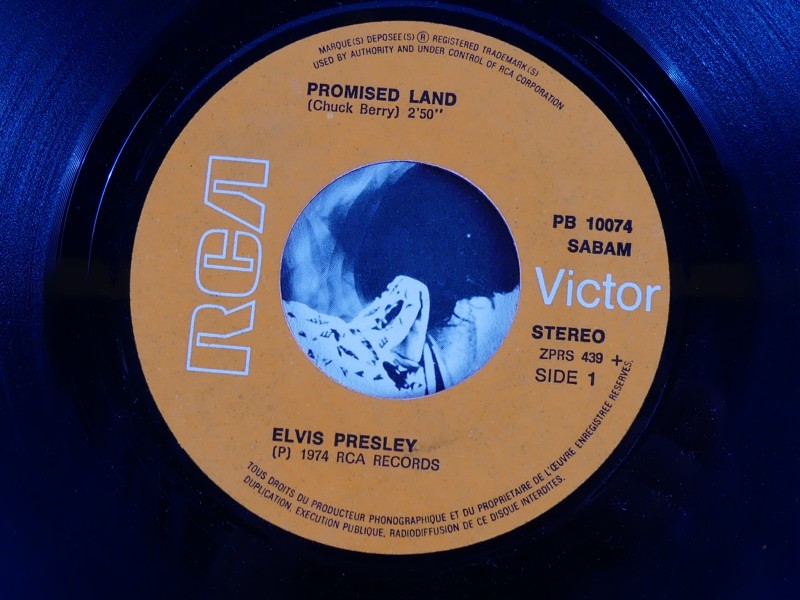 MARQUE(S) DEPOSEE(S) ® REGISTERED TRADEMARK(S)
USED BY AUTHORITY AND UNDER CONTROL OF RCA CORPORATION
PROMISED LAND
(Chuck Berry) 2'50"
RCA
PB 10074
SABAM
Victor
STEREO
ZPRS 439 +
SIDE 1
ELVIS PRESLEY
(P) 1974 RCA RECORDS
TOUS DROITS DU PRODUCTEUR PHONOGRAPHIQUE ET DU PROPRIETAIRE DE L'ŒUVRE ENREGISTREE RESERVES.
DUPLICATION, EXECUTION PUBLIQUE, RADIODIFFUSION DE CE DISQUE INTERDITES.